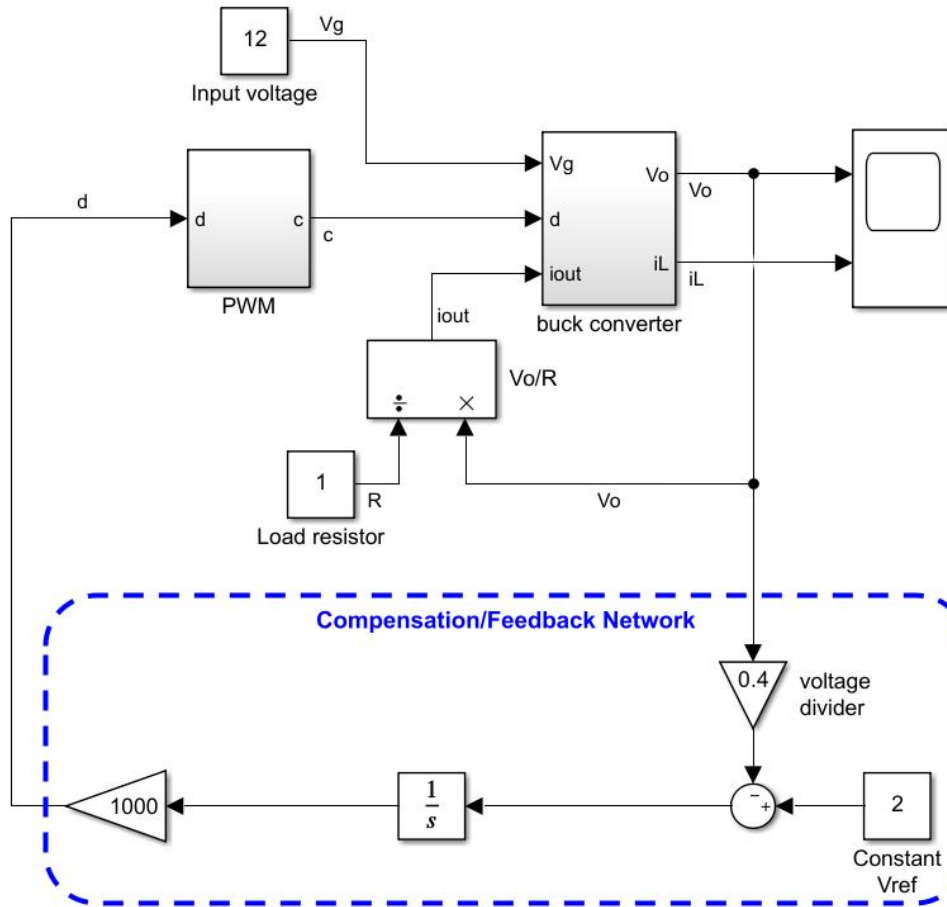 Vg
12
Input voltage
Vg
Vo
Vo
d
d
c
c
d
iL
iL
PWM
iout
buck converter
iout
÷ ×
Vo/R
1
R
Vo
Load resistor
Compensation/Feedback Network
0.4
voltage
divider
1000
1
s
−
+
2
Constant
Vref